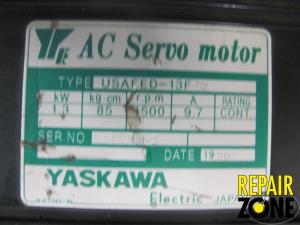 AC Servo motor
TYPE USAFED-13F
kW kg cm r.p.m A RATING
1.3 85 1500 9.7 CONT
SER NO
DATE 19
YASKAWA
Electric JAPAN
REPAIR
ZONE